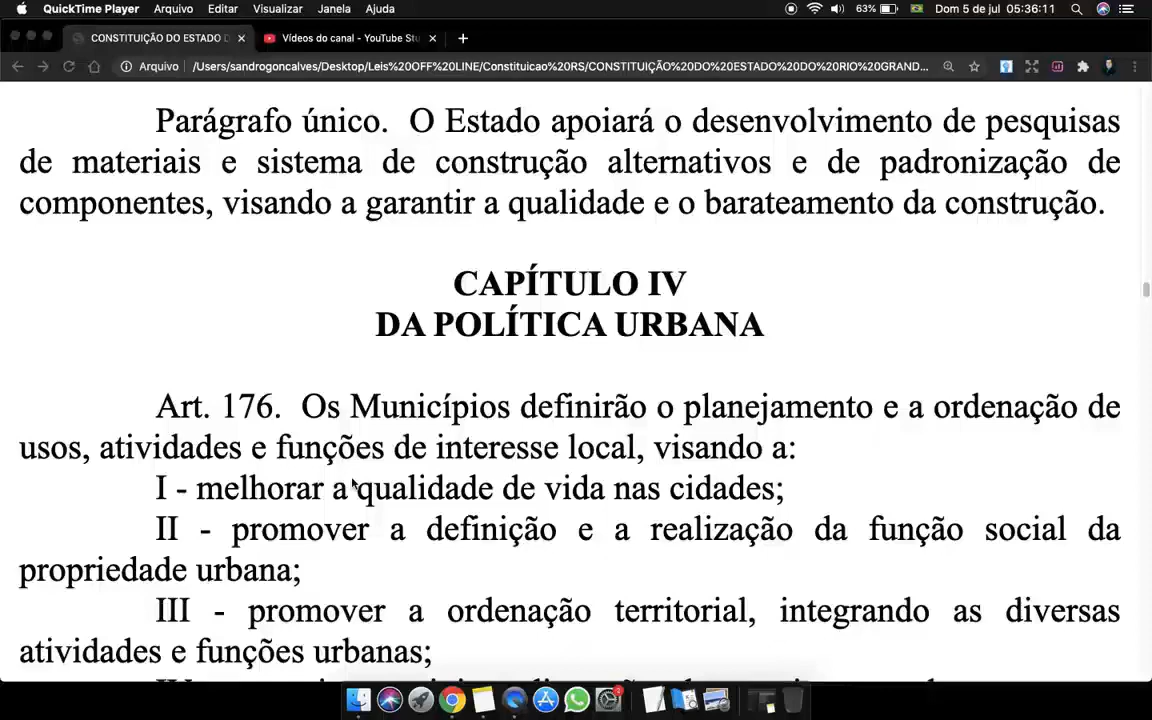 QuickTime Player Arquivo Editar Visualizar Janela Ajuda 63% Dom 5 de jul 05:36:11
CONSTITUIÇÃO DO ESTADO D Vídeos do canal - YouTube Stu
Arquivo /Users/sandrogoncalves/Desktop/Leis%20OFF%20LINE/Constituicao%20RS/CONSTITUIÇÃO%20DO%20ESTADO%20DO%20RIO%20GRAND...
Parágrafo único. O Estado apoiará o desenvolvimento de pesquisas
de materiais e sistema de construção alternativos e de padronização de
componentes, visando a garantir a qualidade e o barateamento da construção.
CAPÍTULO IV
DA POLÍTICA URBANA
Art. 176. Os Municípios definirão o planejamento e a ordenação de
usos, atividades e funções de interesse local, visando a:
I - melhorar a qualidade de vida nas cidades;
II - promover a definição e a realização da função social da
propriedade urbana;
III - promover a ordenação territorial, integrando as diversas
atividades e funções urbanas;